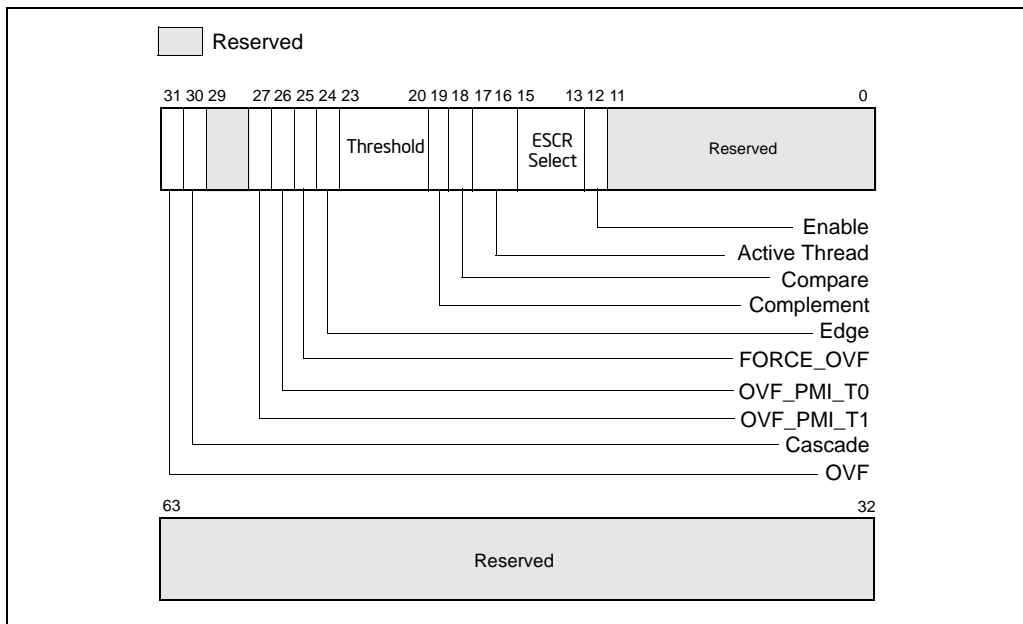 Reserved
31 30 29 27 26 25 24 23 20 19 18 17 16 15 13 12 11 0
Threshold
ESCR
Select
Reserved
Enable
Active Thread
Compare
Complement
Edge
FORCE_OVF
OVF_PMI_T0
OVF_PMI_T1
Cascade
OVF
63 32
Reserved